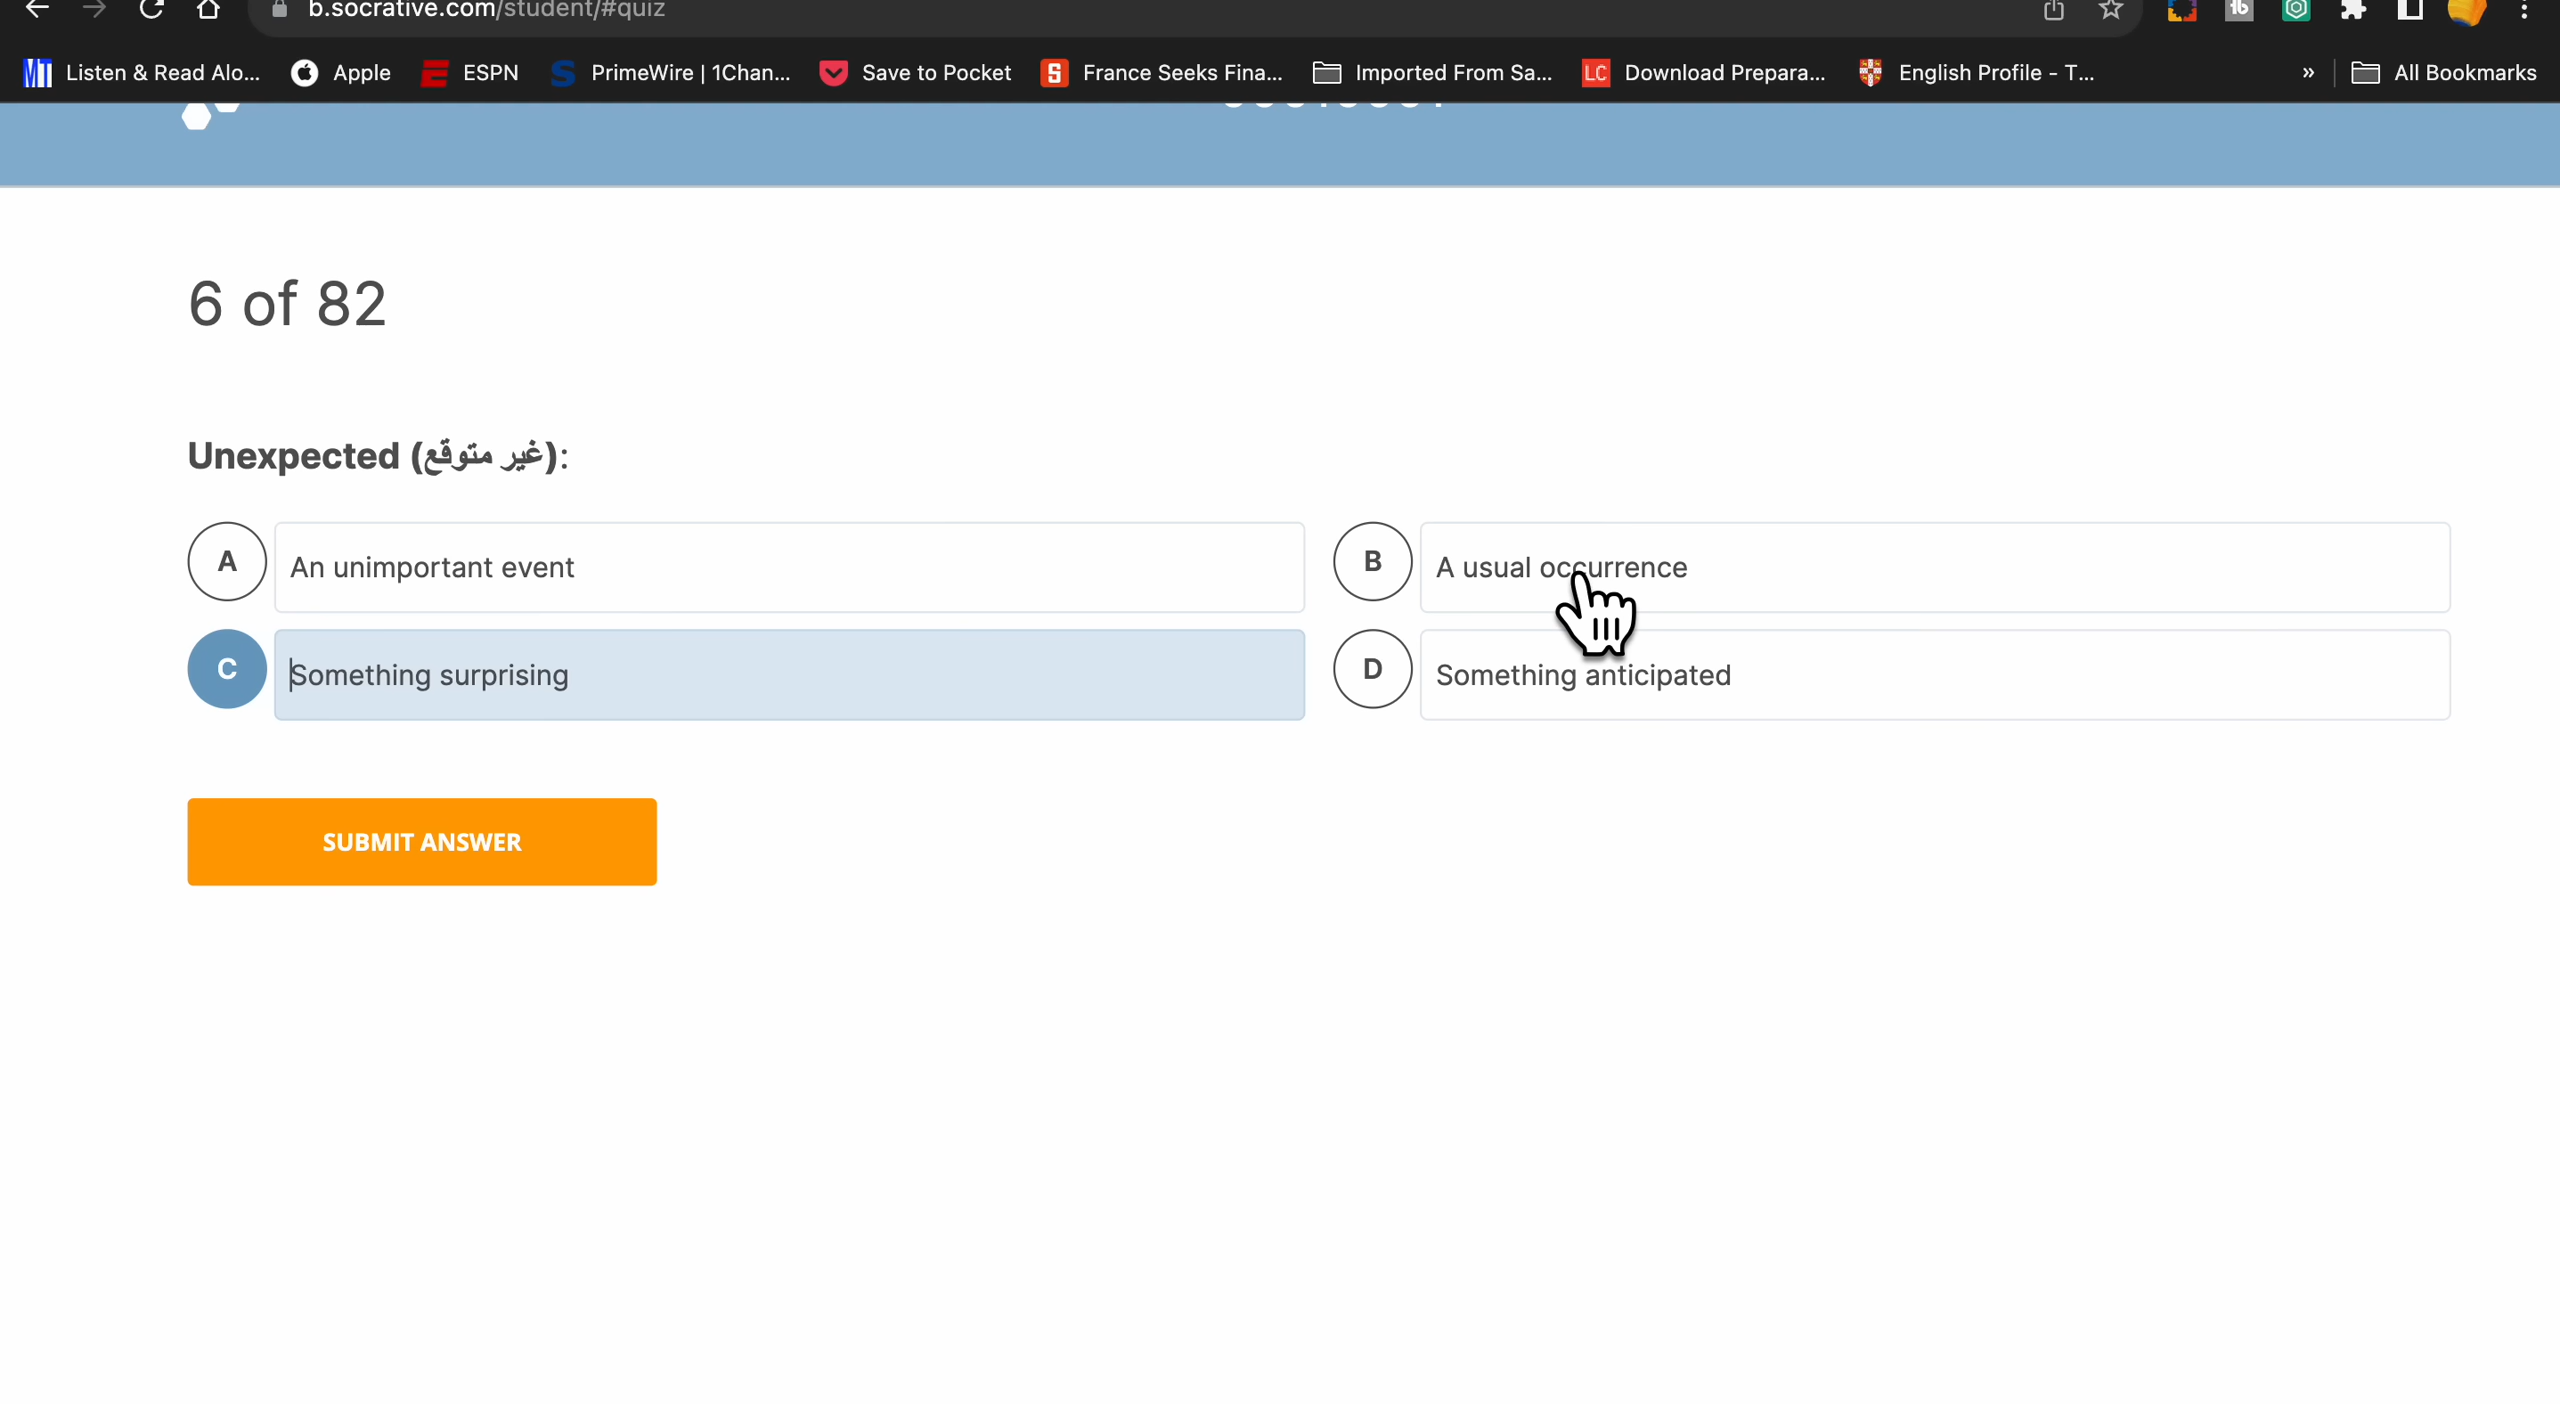 b.socrative.com/student/#quiz
Listen & Read Alo... Apple ESPN PrimeWire | 1Chan... Save to Pocket France Seeks Fina... Imported From Sa... Download Prepara... English Profile - T... » All Bookmarks
6 of 82
Unexpected (غير متوقع):
A An unimportant event
B A usual occurrence
C Something surprising
D Something anticipated
SUBMIT ANSWER